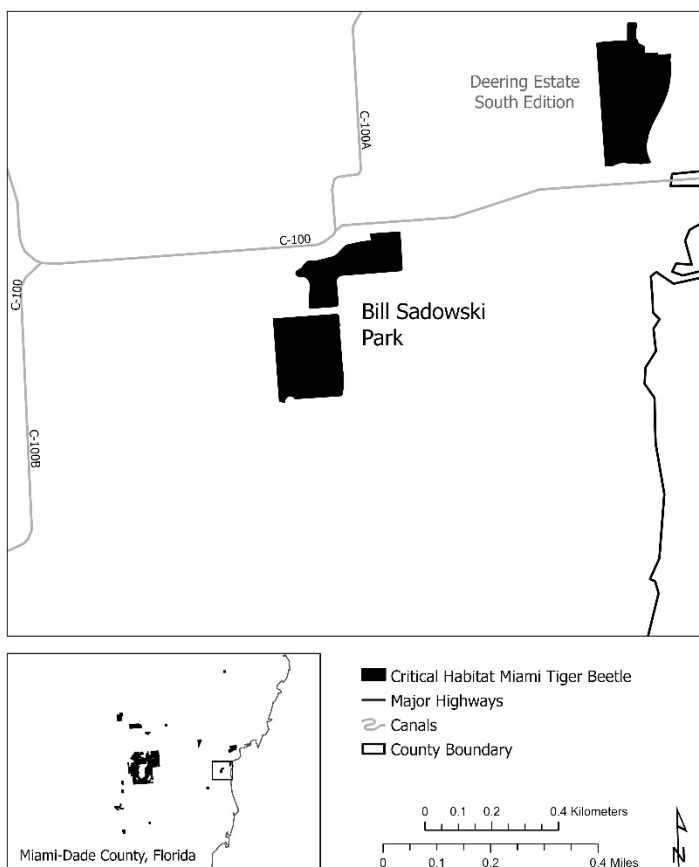 Deering Estate
South Edition
C-100A
C-100
C-100
Bill Sadowski
Park
C-100B
Critical Habitat Miami Tiger Beetle
Major Highways
Canals
County Boundary
0 0.1 0.2 0.4 Kilometers
0 0.1 0.2 0.4 Miles
N
Miami-Dade County, Florida